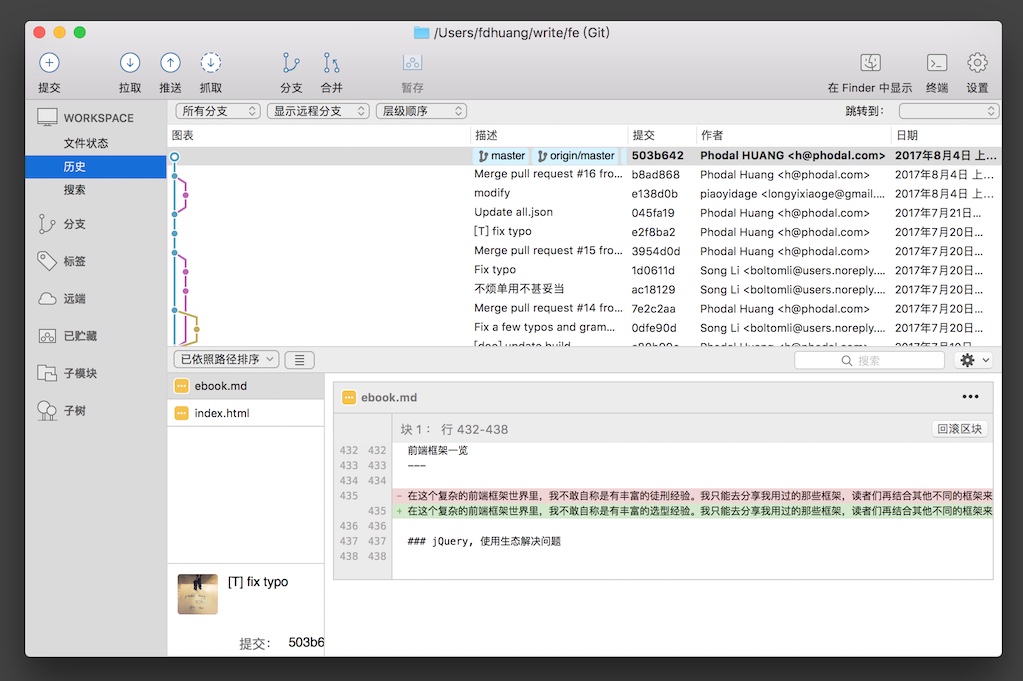 /Users/fdhuang/write/fe (Git)
提交 拉取 推送 抓取 分支 合并 暂存 在 Finder 中显示 终端 设置
所有分支 显示远程分支 层级顺序 跳转到:
WORKSPACE
文件状态
历史
搜索
分支
标签
远端
已贮藏
子模块
子树
图表 描述 提交 作者 日期
master origin/master 503b642 Phodal HUANG <h@phodal.com> 2017年8月4日 上...
Merge pull request #16 fro... b8ad868 Phodal Huang <h@phodal.com> 2017年8月4日 上...
modify e138d0b piaoyidage <longyixiaoge@gmail.... 2017年8月4日 上...
Update all.json 045fa19 Phodal Huang <h@phodal.com> 2017年7月21日...
[T] fix typo e2f8ba2 Phodal Huang <h@phodal.com> 2017年7月20日...
Merge pull request #15 fro... 3954d0d Phodal Huang <h@phodal.com> 2017年7月20日...
Fix typo 1d0611d Song Li <boltomli@users.noreply.... 2017年7月20日...
不烦单用不甚妥当 ac18129 Song Li <boltomli@users.noreply.... 2017年7月20日...
Merge pull request #14 fro... 7e2c2aa Phodal Huang <h@phodal.com> 2017年7月20日...
Fix a few typos and gram... 0dfe90d Song Li <boltomli@users.noreply.... 2017年7月20日...
已依照路径排序 搜索
ebook.md
index.html
[T] fix typo
提交: 503b6
ebook.md
块 1: 行 432-438 回滚区块
432 432 前端框架一览
433 433 ---
434 434
435 - 在这个复杂的前端框架世界里，我不敢自称是有丰富的徒刑经验。我只能去分享我用过的那些框架，读者们再结合其他不同的框架来
435 + 在这个复杂的前端框架世界里，我不敢自称是有丰富的选型经验。我只能去分享我用过的那些框架，读者们再结合其他不同的框架来
436 436
437 437 ### jQuery, 使用生态解决问题
438 438